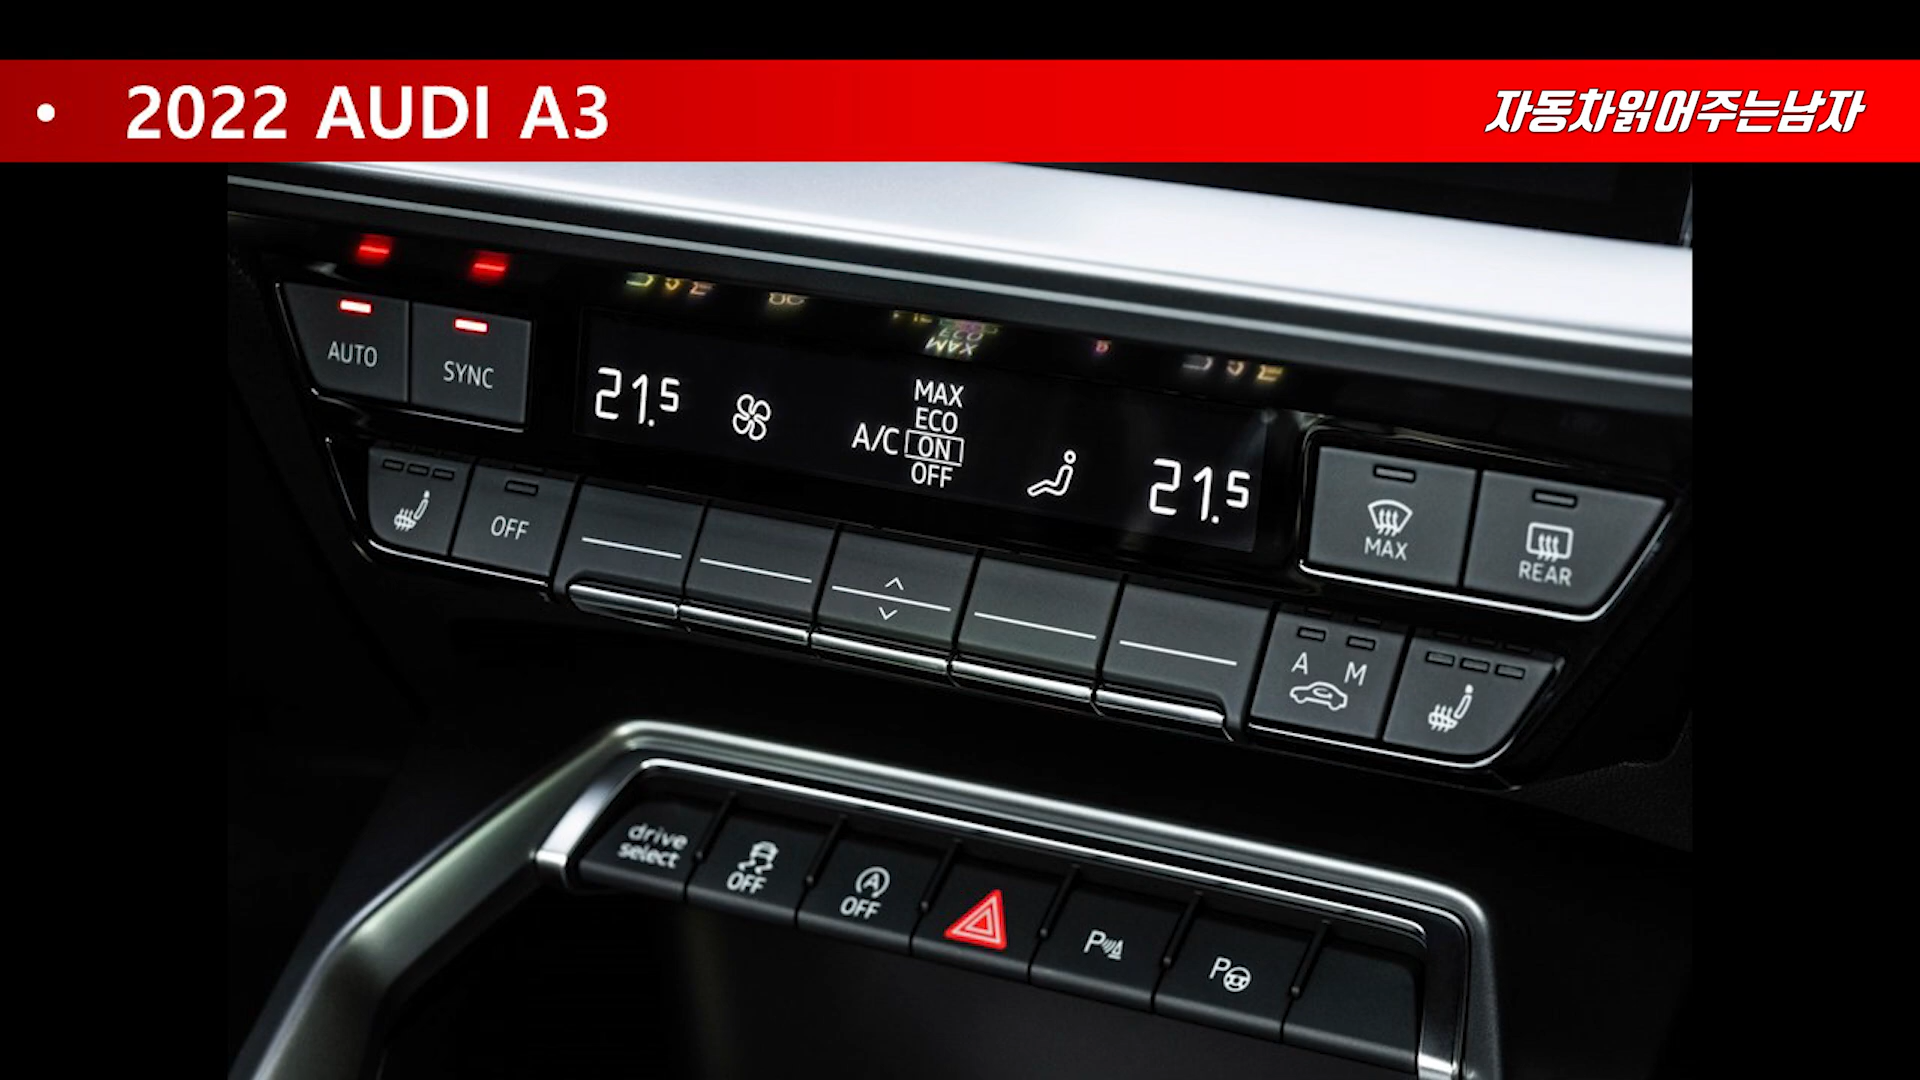 2022 AUDI A3
자동차읽어주는남자
AUTO
SYNC
21.5
A/C
MAX
ECO
ON
OFF
21.5
MAX
REAR
OFF
A M
drive
select
OFF
OFF
P
P